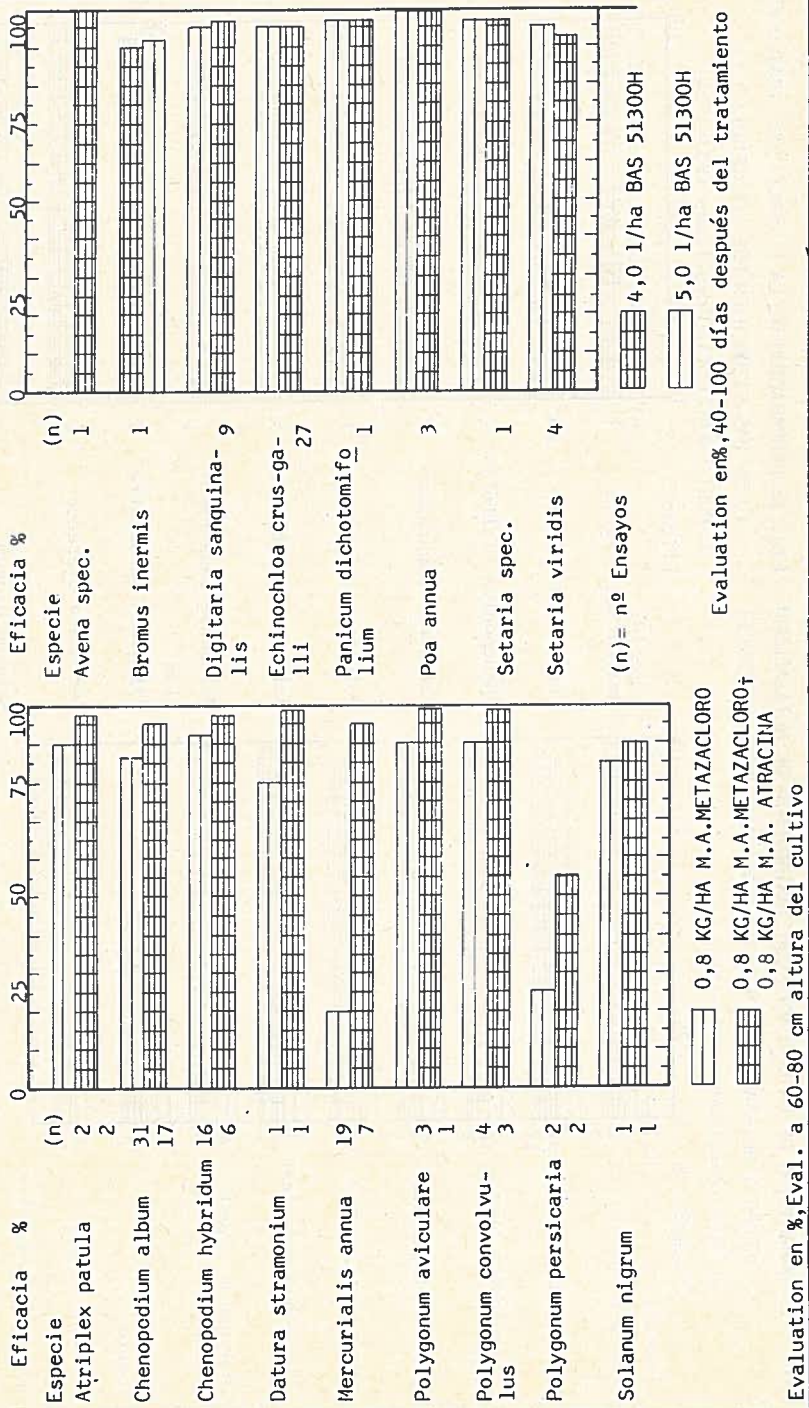 Eficacia %
0 25 50 75 100
Especie (n)
Atriplex patula 2
2
Chenopodium album 31
17
Chenopodium hybridum 16
6
Datura stramonium 1
1
Mercurialis annua 19
7
Polygonum aviculare 3
1
Polygonum convolvu- 4
lus 3
Polygonum persicaria 2
2
Solanum nigrum 1
1
0,8 KG/HA M.A.METAZACLORO
0,8 KG/HA M.A.METAZACLORO+
0,8 KG/HA M.A. ATRACINA
Evaluation en %,Eval. a 60-80 cm altura del cultivo
Eficacia %
0 25 50 75 100
Especie (n)
Avena spec. 1
Bromus inermis 1
Digitaria sanguina-
lis 9
Echinochloa crus-ga-
lli 27
Panicum dichotomifo
lium 1
Poa annua 3
Setaria spec. 1
Setaria viridis 4
(n)= nº Ensayos
4,0 l/ha BAS 51300H
5,0 l/ha BAS 51300H
Evaluation en%,40-100 días después del tratamiento